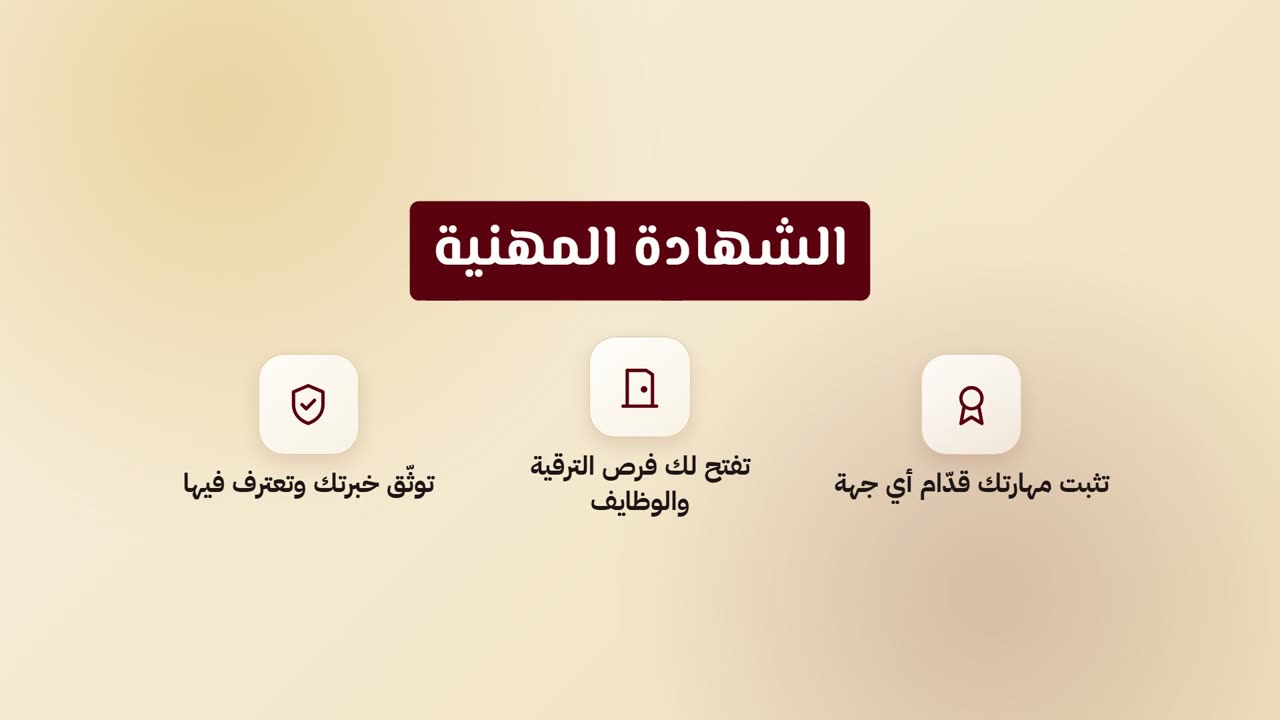 الشهادة المهنية
تثبت مهارتك قدّام أي جهة
تفتح لك فرص الترقية
والوظايف
توثّق خبرتك وتعترف فيها